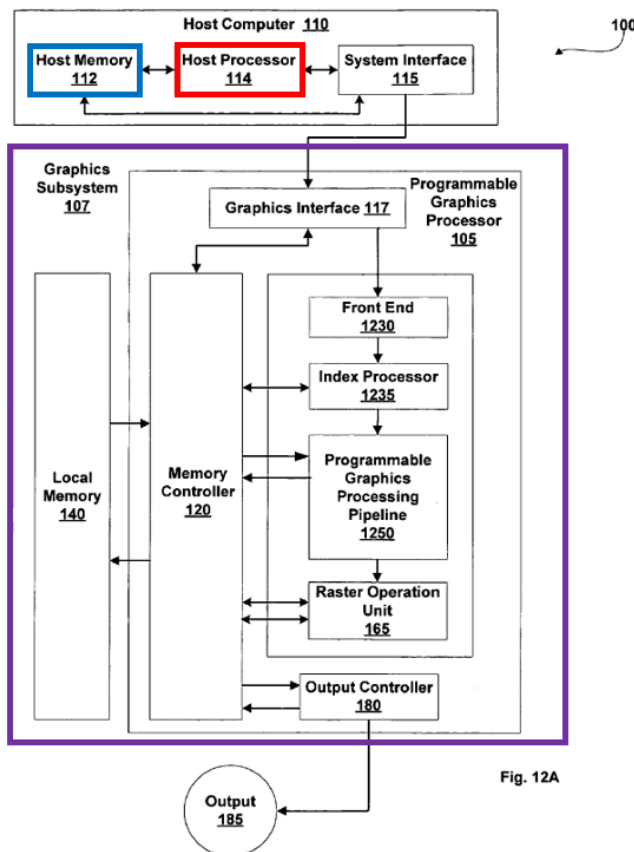 Host Computer 110
100
Host Memory
112
Host Processor
114
System Interface
115
Graphics
Subsystem
107
Programmable
Graphics
Processor
105
Graphics Interface 117
Front End
1230
Index Processor
1235
Local
Memory
140
Memory
Controller
120
Programmable
Graphics
Processing
Pipeline
1250
Raster Operation
Unit
165
Output Controller
180
Output
185
Fig. 12A